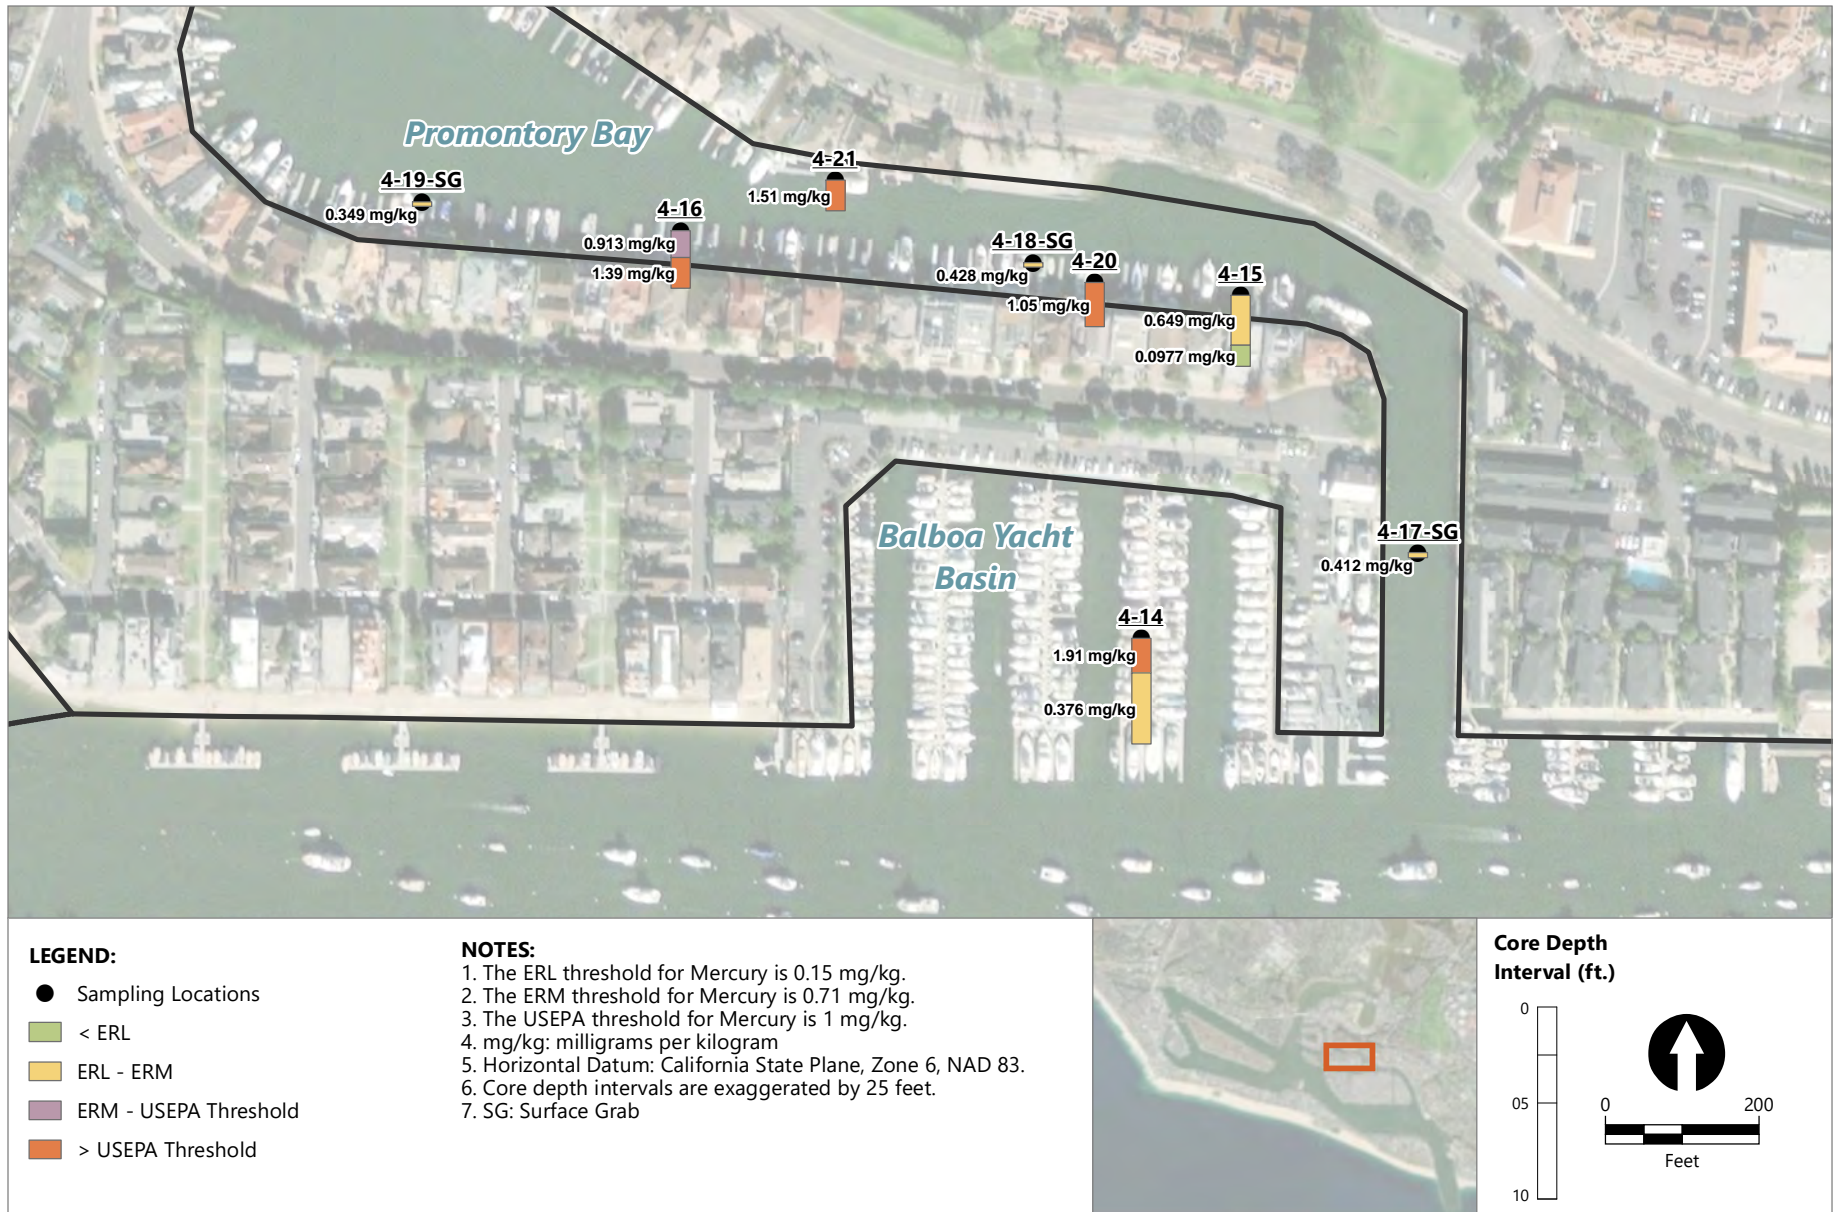 Promontory Bay
4-19-SG
0.349 mg/kg
4-16
0.913 mg/kg
1.39 mg/kg
4-21
1.51 mg/kg
4-18-SG
0.428 mg/kg
4-20
1.05 mg/kg
4-15
0.649 mg/kg
0.0977 mg/kg
Balboa Yacht
Basin
4-17-SG
0.412 mg/kg
4-14
1.91 mg/kg
0.376 mg/kg
LEGEND:
Sampling Locations
< ERL
ERL - ERM
ERM - USEPA Threshold
> USEPA Threshold
NOTES:
1. The ERL threshold for Mercury is 0.15 mg/kg.
2. The ERM threshold for Mercury is 0.71 mg/kg.
3. The USEPA threshold for Mercury is 1 mg/kg.
4. mg/kg: milligrams per kilogram
5. Horizontal Datum: California State Plane, Zone 6, NAD 83.
6. Core depth intervals are exaggerated by 25 feet.
7. SG: Surface Grab
Core Depth
Interval (ft.)
0
05
10
0 200
Feet